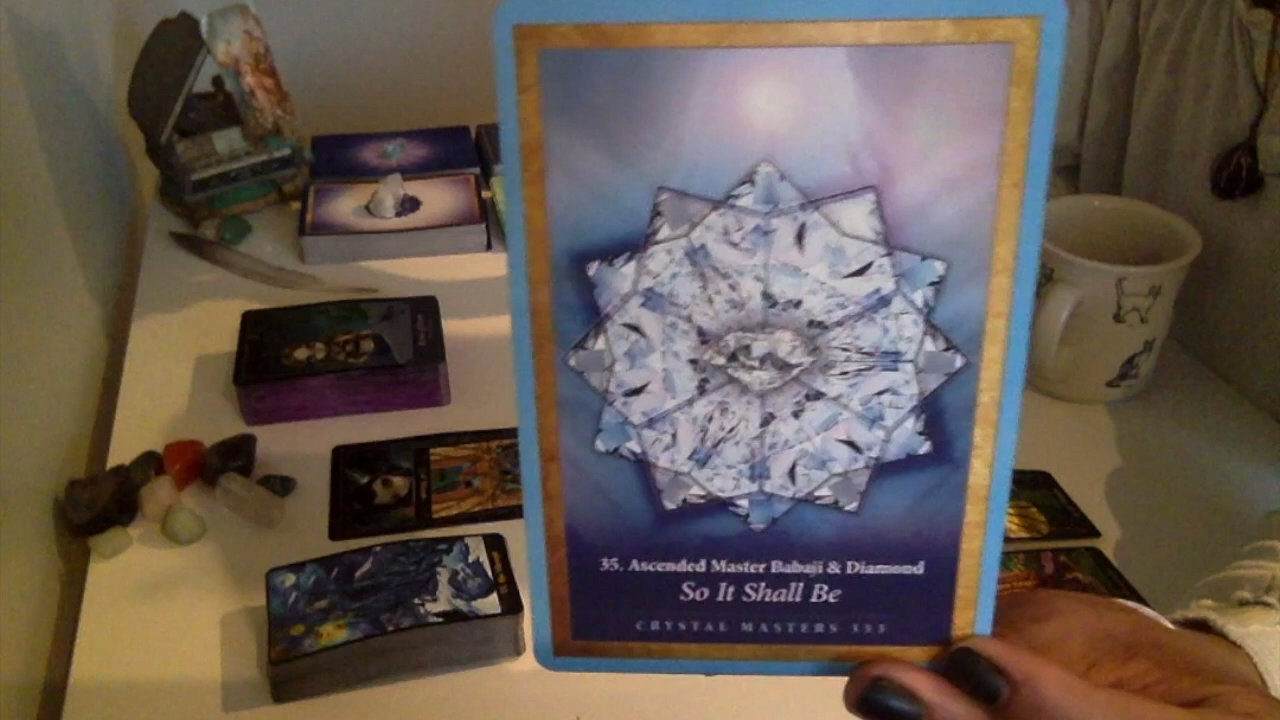 35. Ascended Master Babaji & Diamond
So It Shall Be
CRYSTAL MASTERS 333